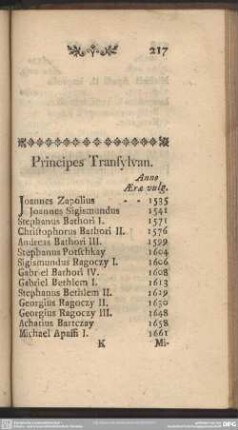 217
Principes Tranſylvan.
Anno
Æræ vulg.
Joannes Zapolius - - 1535
Joannes Sigismundus 1541
Stephanus Bathori I. 1571
Christophorus Bathori II. 1576
Andreas Bathori III. 1599
Stephanus Potſchkay 1604
Sigismundus Ragoczy I. 1606
Gabriel Bathori IV. 1608
Gabriel Bethlem I. 1613
Stephanus Bethlem II. 1629
Georgius Ragoczy II. 1630
Georgius Ragoczy III. 1648
Achatius Bartczay 1658
Michael Apaffi I. 1661
K Mi-
DFG